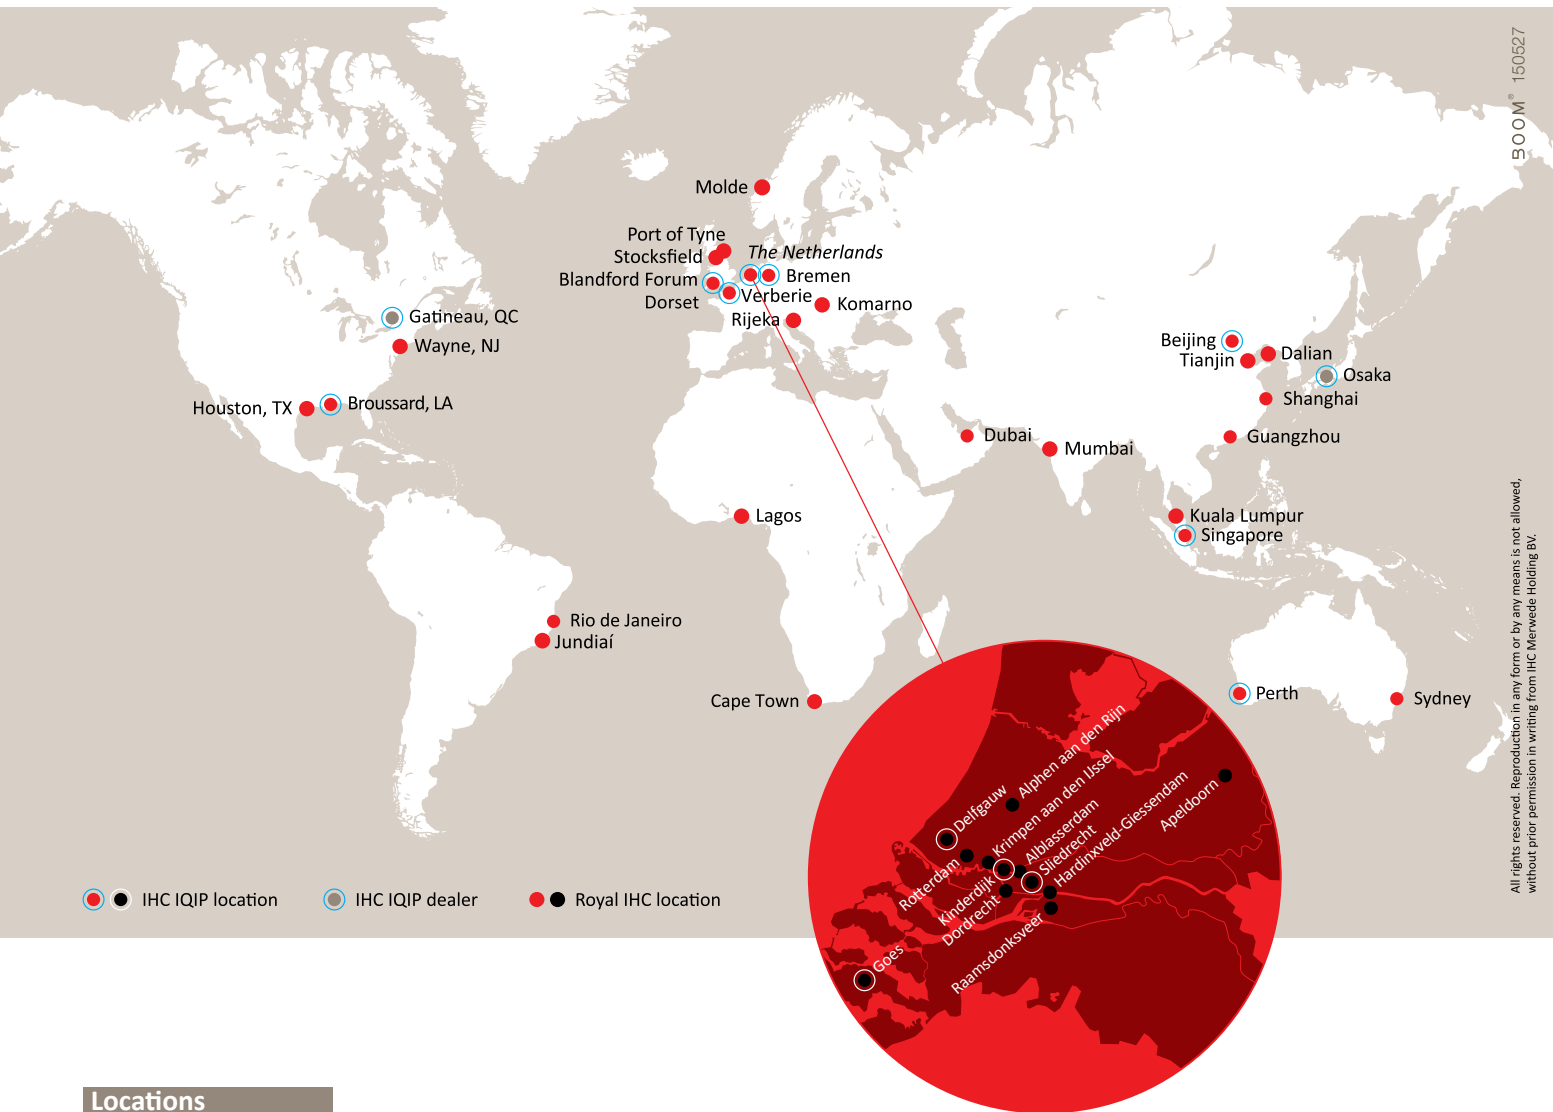 BOOM® 150527
Molde
Port of Tyne
Stocksfield
The Netherlands
Blandford Forum
Dorset
Bremen
Verberie
Komarno
Rijeka
Gatineau, QC
Wayne, NJ
Houston, TX
Broussard, LA
Beijing
Tianjin
Dalian
Osaka
Shanghai
Guangzhou
Dubai
Mumbai
Lagos
Kuala Lumpur
Singapore
Rio de Janeiro
Jundiaí
Cape Town
Perth
Sydney
All rights reserved. Reproduction in any form or by any means is not allowed,
without prior permission in writing from IHC Merwede Holding BV.
Alphen aan den Rijn
Delfgauw
Krimpen aan den IJssel
Alblasserdam
Sliedrecht
Hardinxveld-Giessendam
Apeldoorn
Rotterdam
Kinderdijk
Dordrecht
Raamsdonksveer
Goes
IHC IQIP location
IHC IQIP dealer
Royal IHC location
Locations